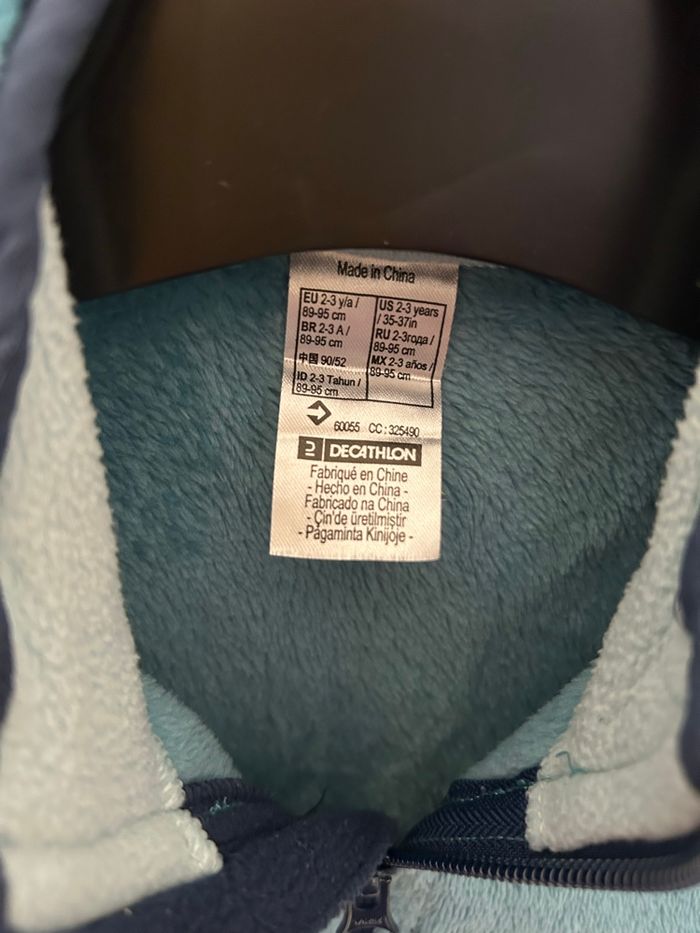 Made in China
EU 2-3 y/a /
89-95 cm
BR 2-3 A /
89-95 cm
中国 90/52
ID 2-3 Tahun /
89-95 cm
US 2-3 years
/ 35-37in
RU 2-3года /
89-95 cm
MX 2-3 años /
89-95 cm
60055 CC : 325490
DECATHLON
Fabriqué en Chine
- Hecho en China -
Fabricado na China
- Çin'de üretilmiştir
- Pagaminta Kinijoje -